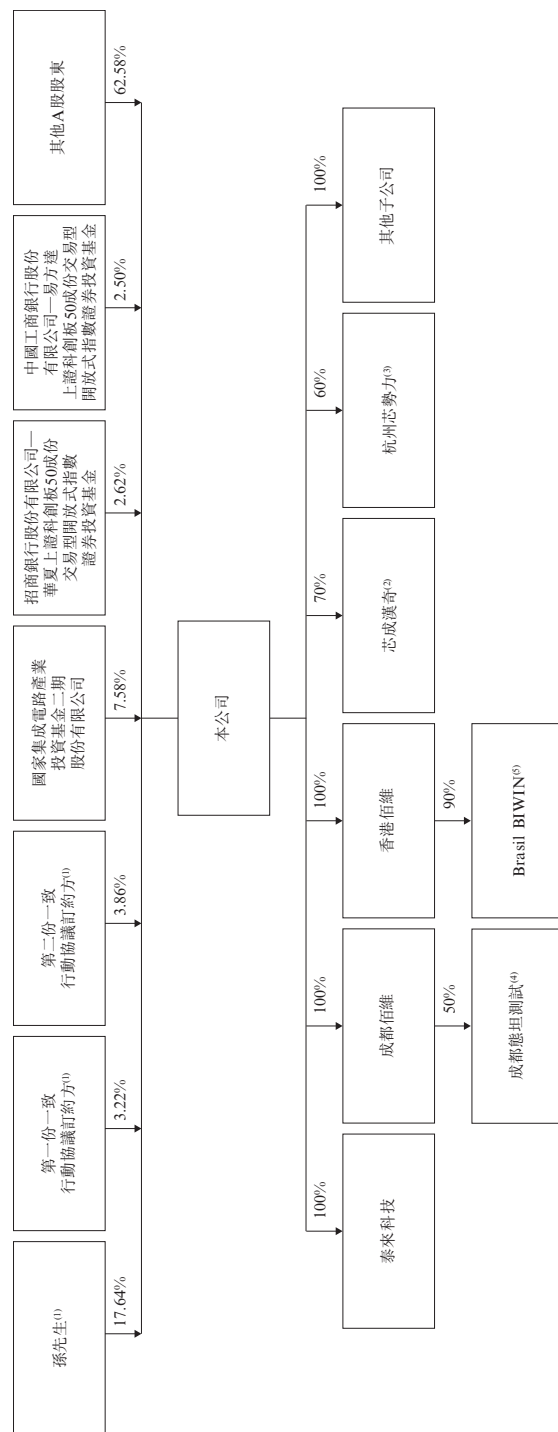 孫先生(1)
17.64%
第一份一致
行動協議訂約方(1)
3.22%
第二份一致
行動協議訂約方(1)
3.86%
國家集成電路產業
投資基金二期
股份有限公司
7.58%
招商銀行股份有限公司—
華夏上證科創板50成份
交易型開放式指數
證券投資基金
2.62%
中國工商銀行股份
有限公司—易方達
上證科創板50成份交易型
開放式指數證券投資基金
2.50%
其他A股股東
62.58%
本公司
100%
泰來科技
100%
成都佰維
100%
香港佰維
70%
芯成漢奇(2)
60%
杭州芯勢力(3)
100%
其他子公司
50%
成都態坦測試(4)
90%
Brasil BIWIN(5)